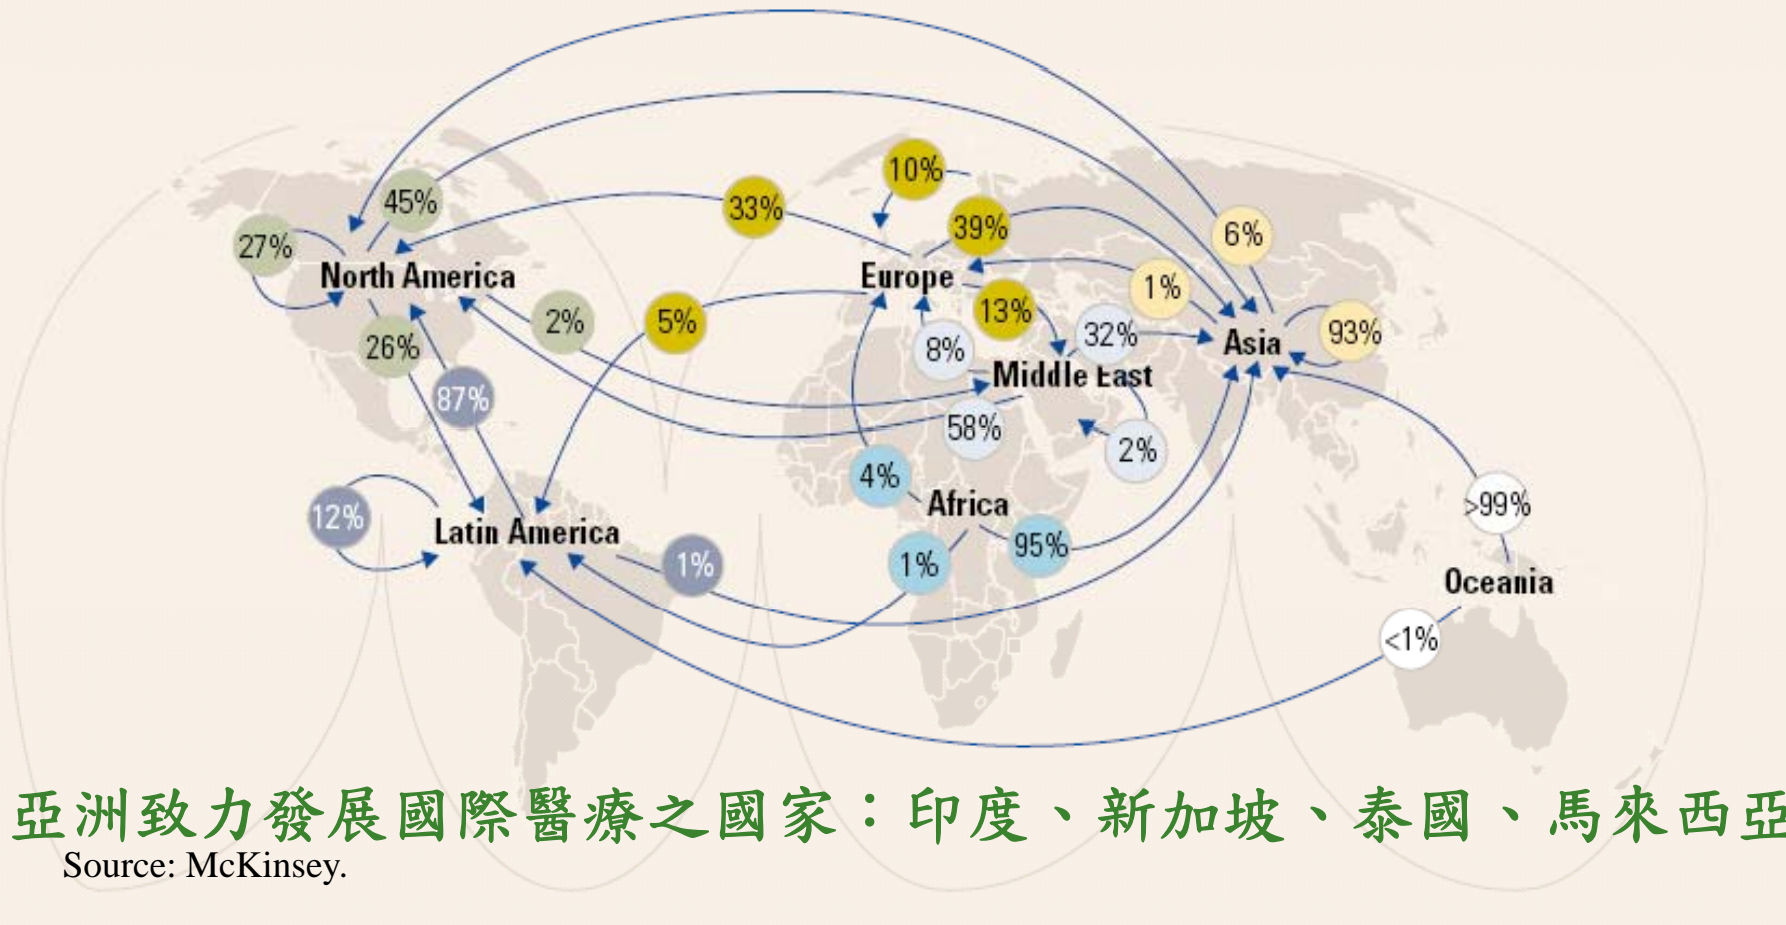 10%
45%
33%
39%
6%
27%
North America
Europe
1%
13%
2%
5%
32%
93%
Asia
26%
8%
Middle East
87%
58%
2%
4%
Africa
>99%
12%
Latin America
95%
1%
1%
Oceania
<1%
亞洲致力發展國際醫療之國家：印度、新加坡、泰國、馬來西亞
Source: McKinsey.